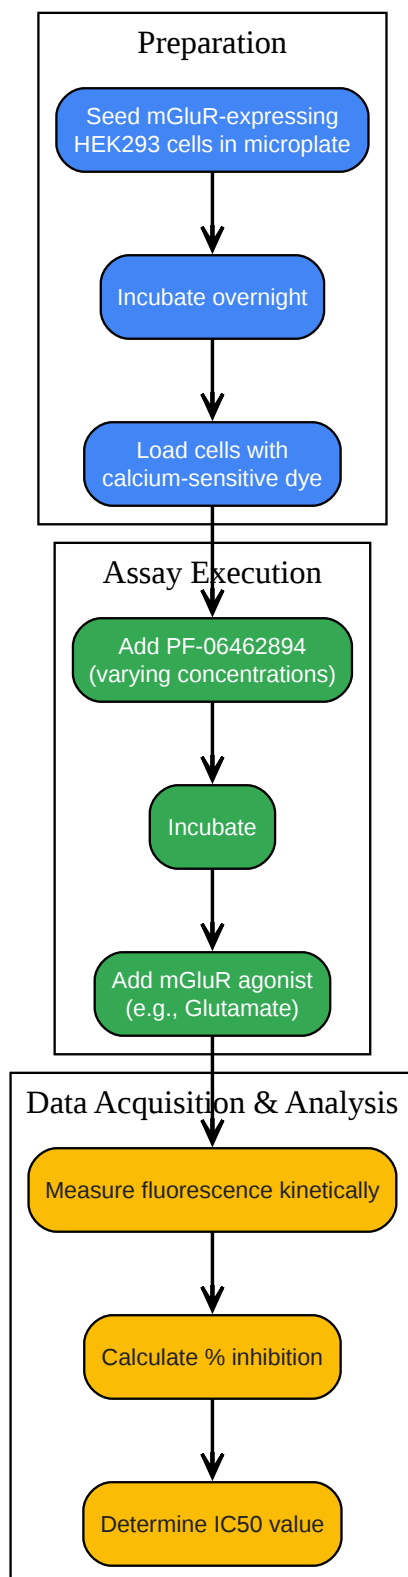 Preparation
Seed mGluR-expressing
HEK293 cells in microplate
Incubate overnight
Load cells with
calcium-sensitive dye
Assay Execution
Add PF-06462894
(varying concentrations)
Incubate
Add mGluR agonist
(e.g., Glutamate)
Data Acquisition & Analysis
Measure fluorescence kinetically
Calculate % inhibition
Determine IC50 value